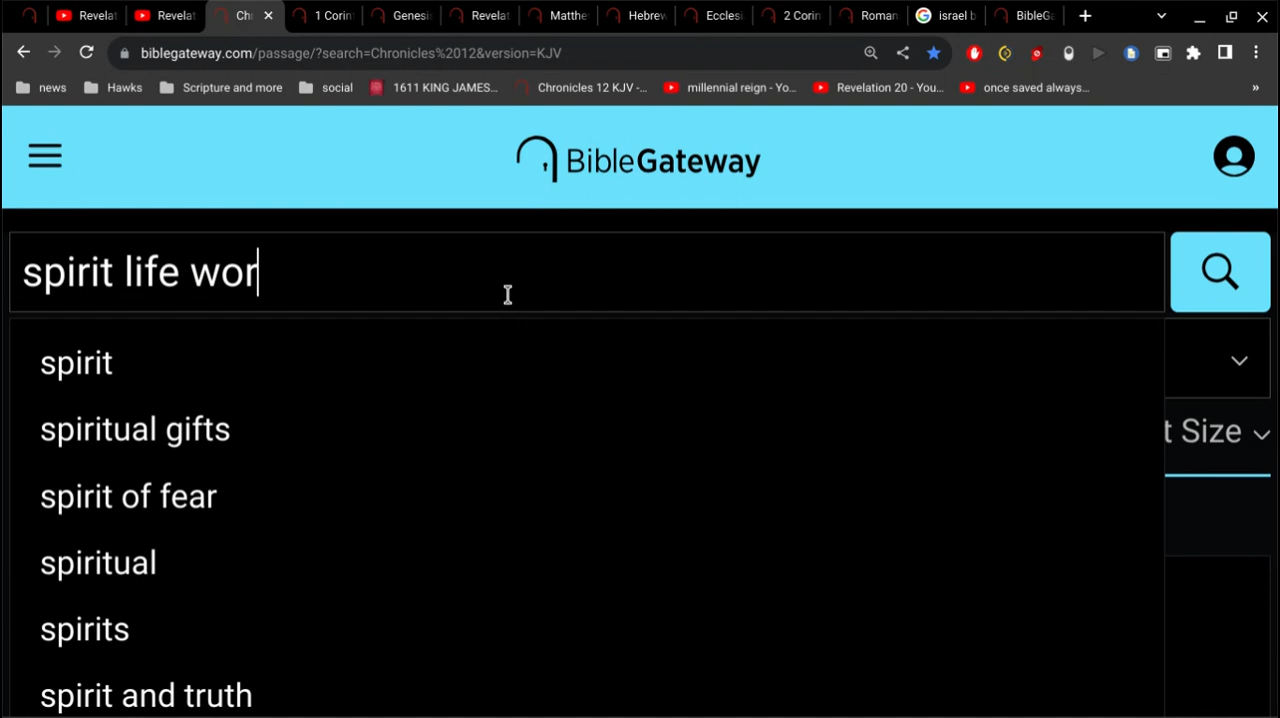 Revelat Revelat Chr 1 Corin Genesis Revelat Matthe Hebrew Ecclesi 2 Corin Roman israel b BibleGa
biblegateway.com/passage/?search=Chronicles%2012&version=KJV
news Hawks Scripture and more social 1611 KING JAMES... Chronicles 12 KJV -... millennial reign - Yo... Revelation 20 - You... once saved always... »
BibleGateway
spirit life wor
spirit
spiritual gifts
t Size
spirit of fear
spiritual
spirits
spirit and truth